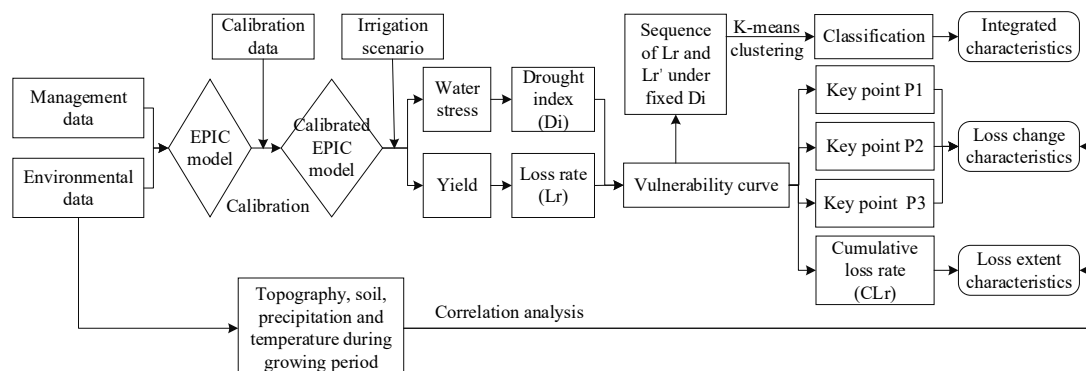 Management
data
Environmental
data
EPIC
model
Calibration
data
Calibration
Calibrated
EPIC
model
Irrigation
scenario
Water
stress
Yield
Drought
index
(Di)
Loss rate
(Lr)
Sequence
of Lr and
Lr' under
fixed Di
K-means
clustering
Vulnerability curve
Classification
Key point P1
Key point P2
Key point P3
Cumulative
loss rate
(CLr)
Integrated
characteristics
Loss change
characteristics
Loss extent
characteristics
Topography, soil,
precipitation and
temperature during
growing period
Correlation analysis